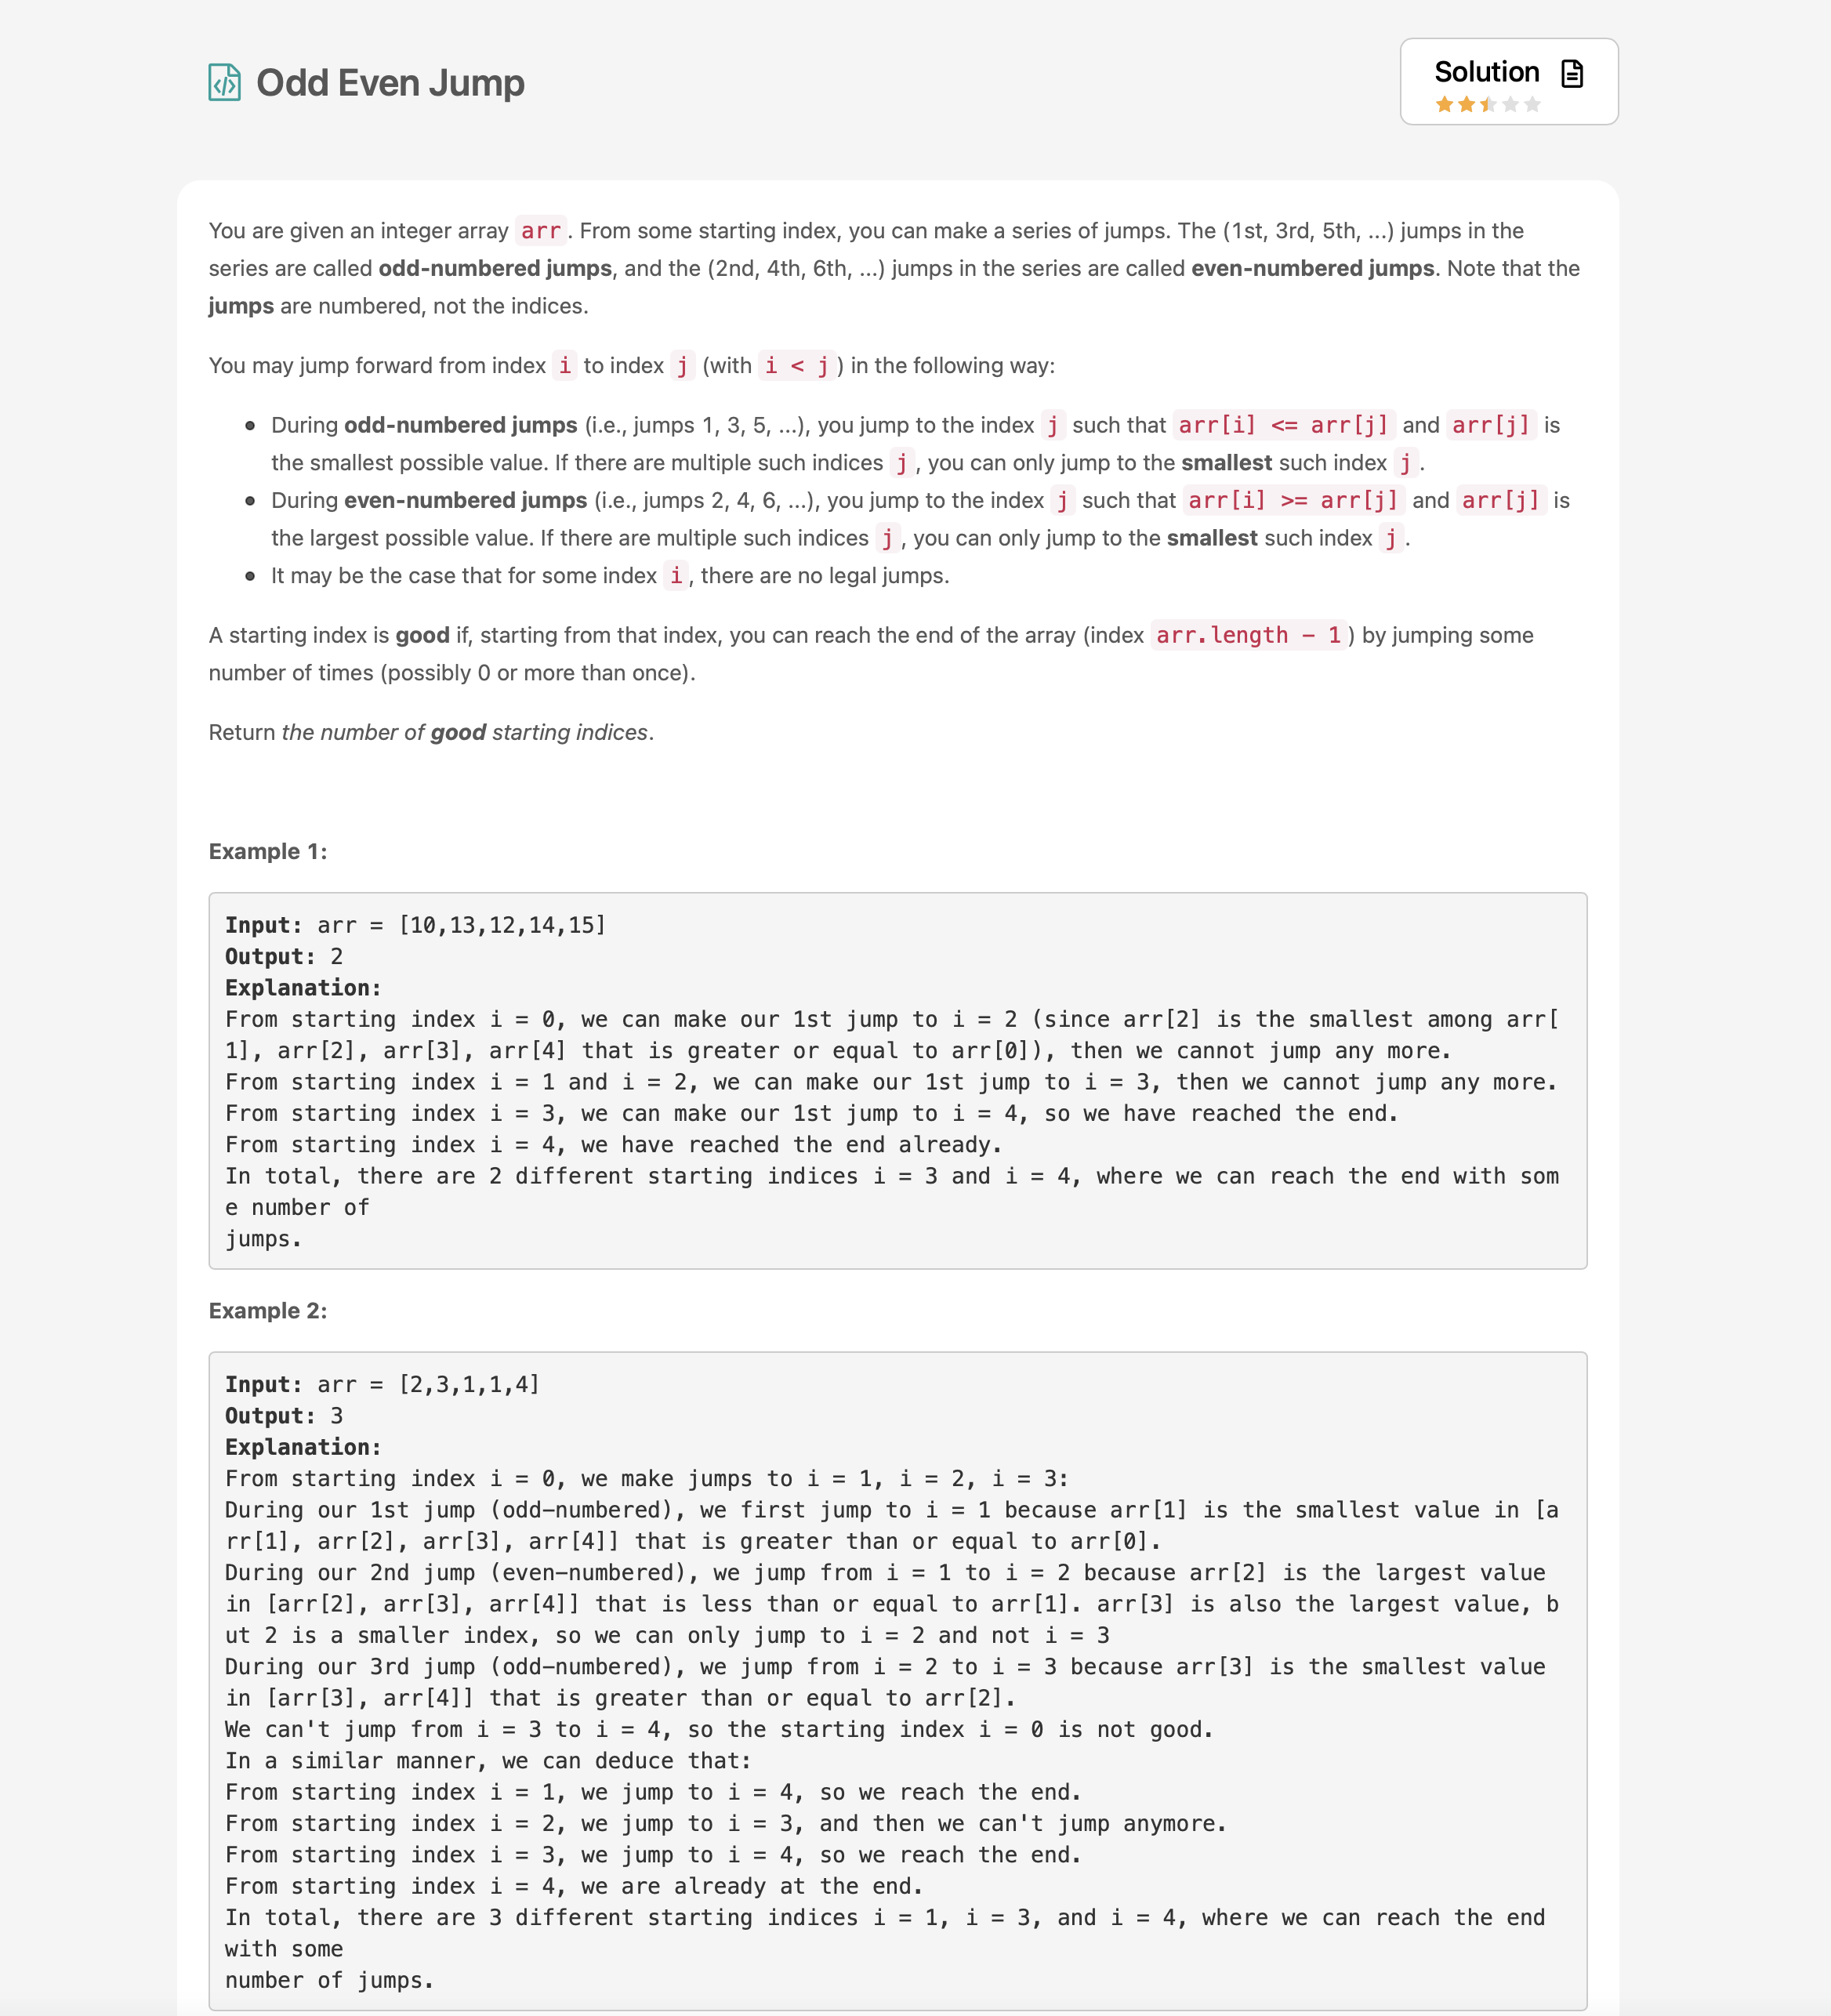 Odd Even Jump
Solution
You are given an integer array arr. From some starting index, you can make a series of jumps. The (1st, 3rd, 5th, ...) jumps in the
series are called odd-numbered jumps, and the (2nd, 4th, 6th, ...) jumps in the series are called even-numbered jumps. Note that the
jumps are numbered, not the indices.
You may jump forward from index i to index j (with i < j) in the following way:
• During odd-numbered jumps (i.e., jumps 1, 3, 5, ...), you jump to the index j such that arr[i] <= arr[j] and arr[j] is
the smallest possible value. If there are multiple such indices j, you can only jump to the smallest such index j.
• During even-numbered jumps (i.e., jumps 2, 4, 6, ...), you jump to the index j such that arr[i] >= arr[j] and arr[j] is
the largest possible value. If there are multiple such indices j, you can only jump to the smallest such index j.
• It may be the case that for some index i, there are no legal jumps.
A starting index is good if, starting from that index, you can reach the end of the array (index arr.length - 1) by jumping some
number of times (possibly 0 or more than once).
Return the number of good starting indices.
Example 1:
Input: arr = [10,13,12,14,15]
Output: 2
Explanation:
From starting index i = 0, we can make our 1st jump to i = 2 (since arr[2] is the smallest among arr[
1], arr[2], arr[3], arr[4] that is greater or equal to arr[0]), then we cannot jump any more.
From starting index i = 1 and i = 2, we can make our 1st jump to i = 3, then we cannot jump any more.
From starting index i = 3, we can make our 1st jump to i = 4, so we have reached the end.
From starting index i = 4, we have reached the end already.
In total, there are 2 different starting indices i = 3 and i = 4, where we can reach the end with som
e number of
jumps.
Example 2:
Input: arr = [2,3,1,1,4]
Output: 3
Explanation:
From starting index i = 0, we make jumps to i = 1, i = 2, i = 3:
During our 1st jump (odd-numbered), we first jump to i = 1 because arr[1] is the smallest value in [a
rr[1], arr[2], arr[3], arr[4]] that is greater than or equal to arr[0].
During our 2nd jump (even-numbered), we jump from i = 1 to i = 2 because arr[2] is the largest value
in [arr[2], arr[3], arr[4]] that is less than or equal to arr[1]. arr[3] is also the largest value, b
ut 2 is a smaller index, so we can only jump to i = 2 and not i = 3
During our 3rd jump (odd-numbered), we jump from i = 2 to i = 3 because arr[3] is the smallest value
in [arr[3], arr[4]] that is greater than or equal to arr[2].
We can't jump from i = 3 to i = 4, so the starting index i = 0 is not good.
In a similar manner, we can deduce that:
From starting index i = 1, we jump to i = 4, so we reach the end.
From starting index i = 2, we jump to i = 3, and then we can't jump anymore.
From starting index i = 3, we jump to i = 4, so we reach the end.
From starting index i = 4, we are already at the end.
In total, there are 3 different starting indices i = 1, i = 3, and i = 4, where we can reach the end
with some
number of jumps.